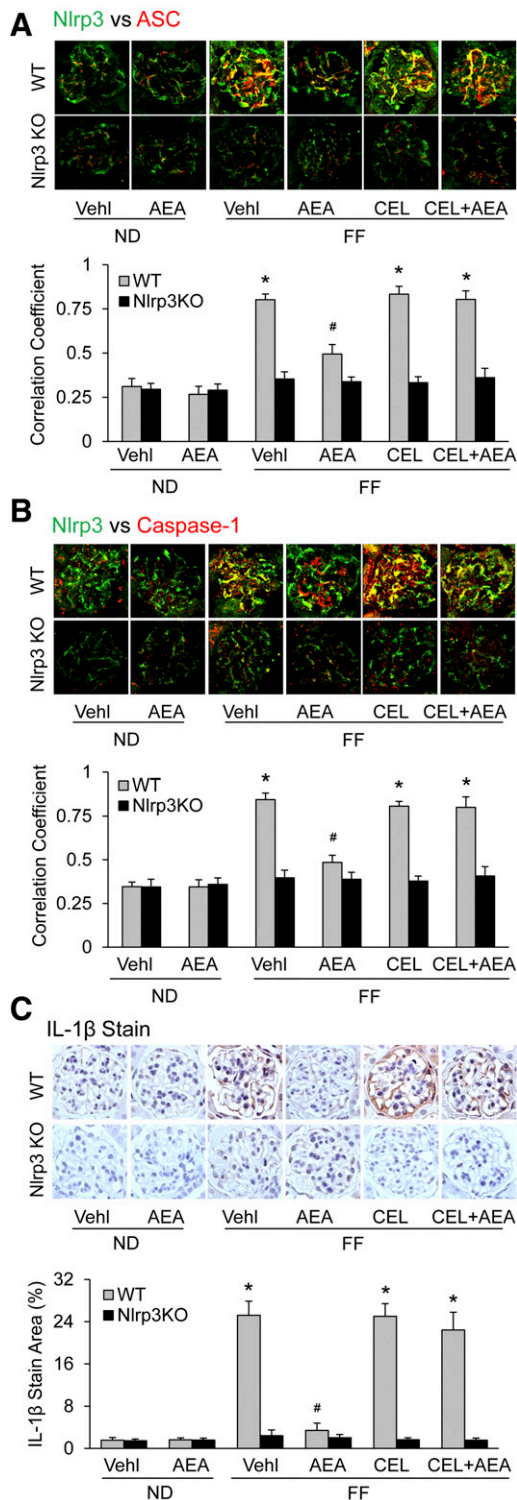 A
Nlrp3 vs ASC
WT
Nlrp3 KO
Vehl AEA Vehl AEA CEL CEL+AEA
ND FF
Correlation Coefficient
1
0.75
0.5
0.25
0
WT
Nlrp3KO
* # * *
Vehl AEA Vehl AEA CEL CEL+AEA
ND FF
B
Nlrp3 vs Caspase-1
WT
Nlrp3 KO
Vehl AEA Vehl AEA CEL CEL+AEA
ND FF
Correlation Coefficient
1
0.75
0.5
0.25
0
WT
Nlrp3KO
* # * *
Vehl AEA Vehl AEA CEL CEL+AEA
ND FF
C
IL-1β Stain
WT
Nlrp3 KO
Vehl AEA Vehl AEA CEL CEL+AEA
ND FF
IL-1β Stain Area (%)
32
24
16
8
0
WT
Nlrp3KO
* # * *
Vehl AEA Vehl AEA CEL CEL+AEA
ND FF